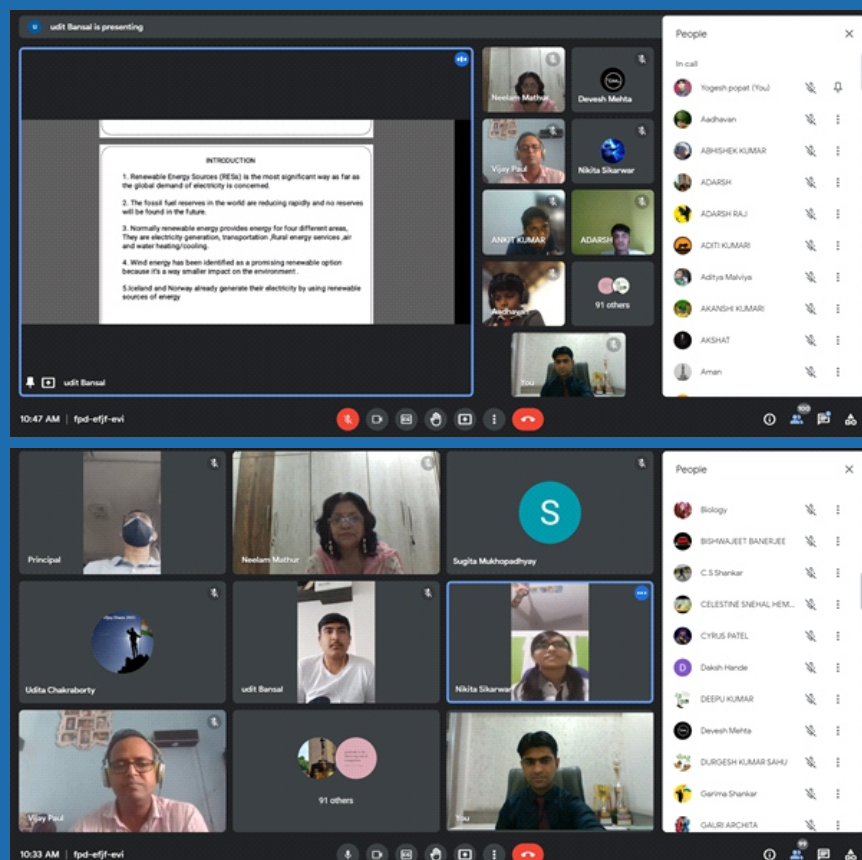 u udit Bansal is presenting
INTRODUCTION
1. Renewable Energy Sources (RESs) is the most significant way as far as
the global demand of electricity is concerned.
2. The fossil fuel reserves in the world are reducing rapidly and no reserves
will be found in the future.
3. Normally renewable energy provides energy for four different areas,
They are electricity generation, transportation ,Rural energy services ,air
and water heating/cooling.
4. Wind energy has been identified as a promising renewable option
because it's a way smaller impact on the environment .
5.Iceland and Norway already generate their electricity by using renewable
sources of energy
udit Bansal
Neelam Mathur
Devesh Mehta
Vijay Paul
Nikita Sikarwar
ANKIT KUMAR
ADARSH
Aadhavan
91 others
You
People
In call
Yogesh popat (You)
Aadhavan
ABHISHEK KUMAR
ADARSH
ADARSH RAJ
ADITI KUMARI
Aditya Malviya
AKANSHI KUMARI
AKSHAT
Aman
10:47 AM | fpd-efjf-evi
100
Principal
Neelam Mathur
S
Sugita Mukhopadhyay
Udita Chakraborty
udit Bansal
Nikita Sikarwar
Vijay Paul
91 others
You
People
Biology
BISHWAJEET BANERJEE
C.S Shankar
CELESTINE SNEHAL HEM...
CYRUS PATEL
D Daksh Hande
DEEPU KUMAR
Devesh Mehta
DURGESH KUMAR SAHU
Garima Shankar
GAURI ARCHITA
10:33 AM | fpd-efjf-evi
99